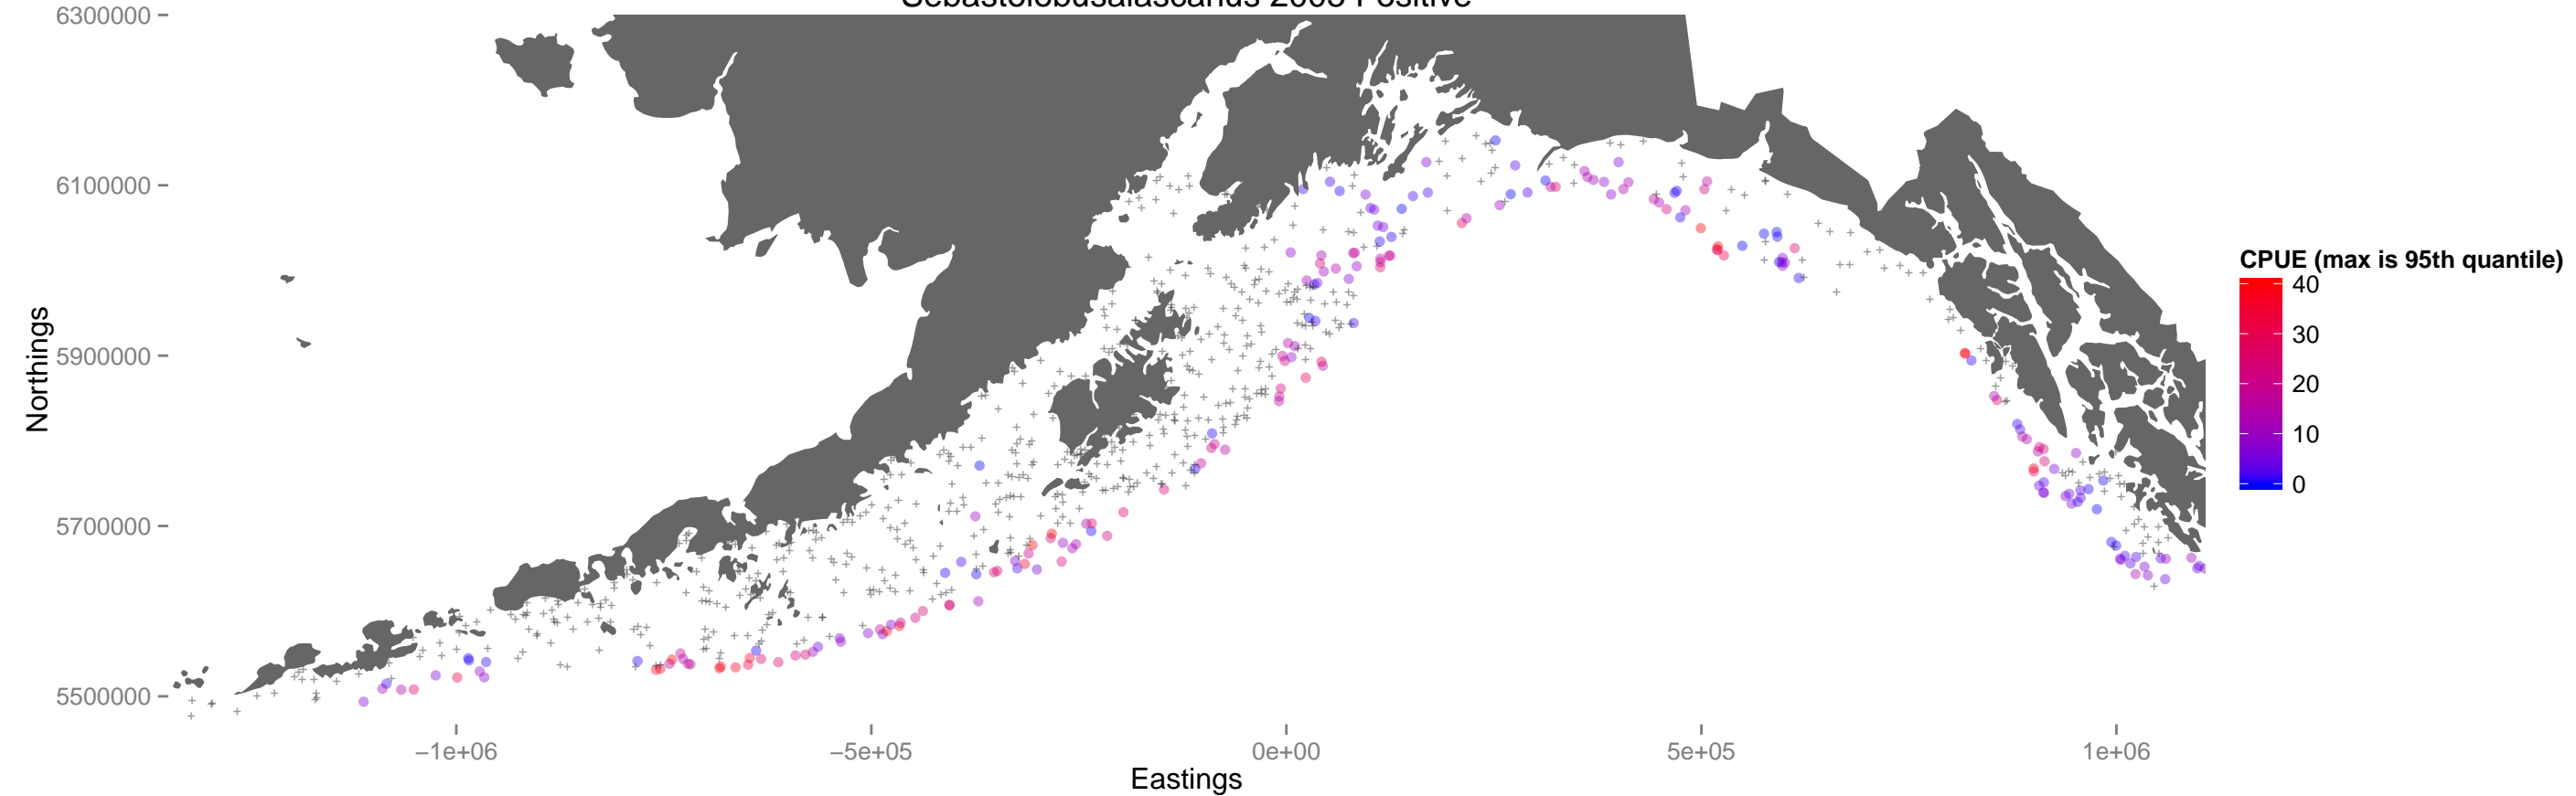 Sebastolobusalascanus 2005 Positive
6300000
6100000
5900000
5700000
5500000
Northings
−1e+06
−5e+05
0e+00
5e+05
1e+06
Eastings
CPUE (max is 95th quantile)
40
30
20
10
0